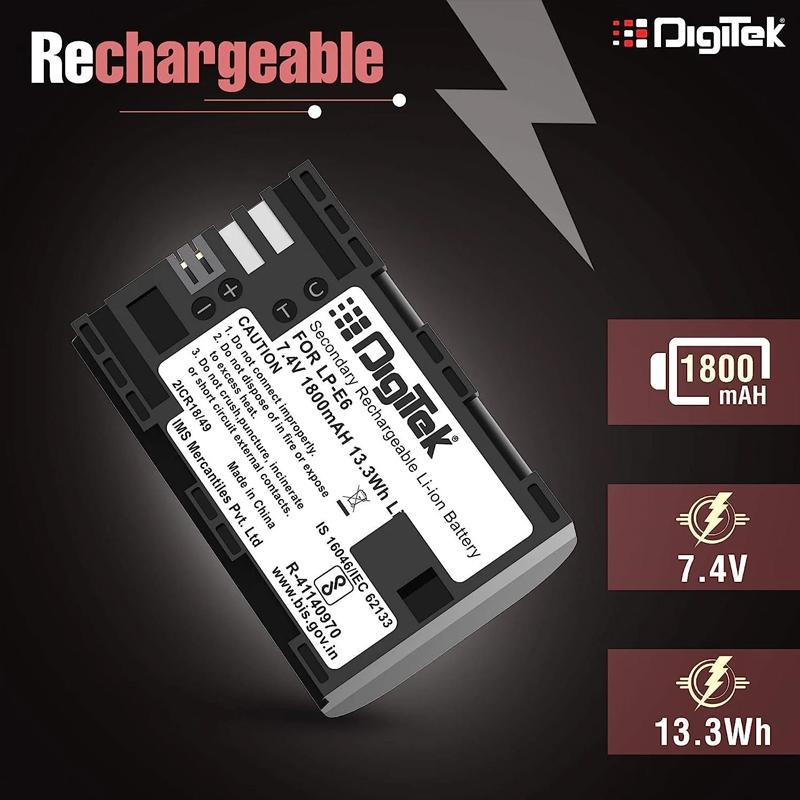 Rechargeable
DigiTek®
DigiTek®
Secondary Rechargeable Li-ion Battery
FOR LP-E6
7.4V 1800mAH 13.3Wh Li
CAUTION
1. Do not connect improperly.
2. Do not dispose of in fire or expose
to excess heat.
3. Do not crush,puncture, incinerate
or short circuit external contacts.
2ICR18/49
Made in China
IMS Mercantiles Pvt. Ltd
IS 16046/IEC 62133
R-41140970
www.bis.gov.in
− + T C
1800
mAH
7.4V
13.3Wh